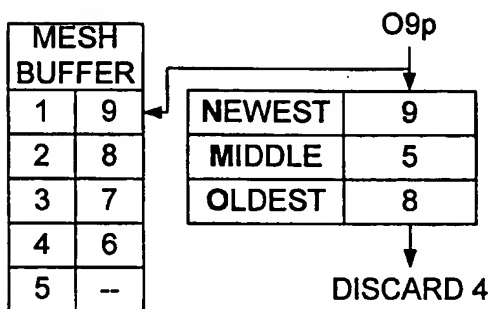 O9p
MESH
BUFFER
1 9
2 8
3 7
4 6
5 --
NEWEST 9
MIDDLE 5
OLDEST 8
DISCARD 4